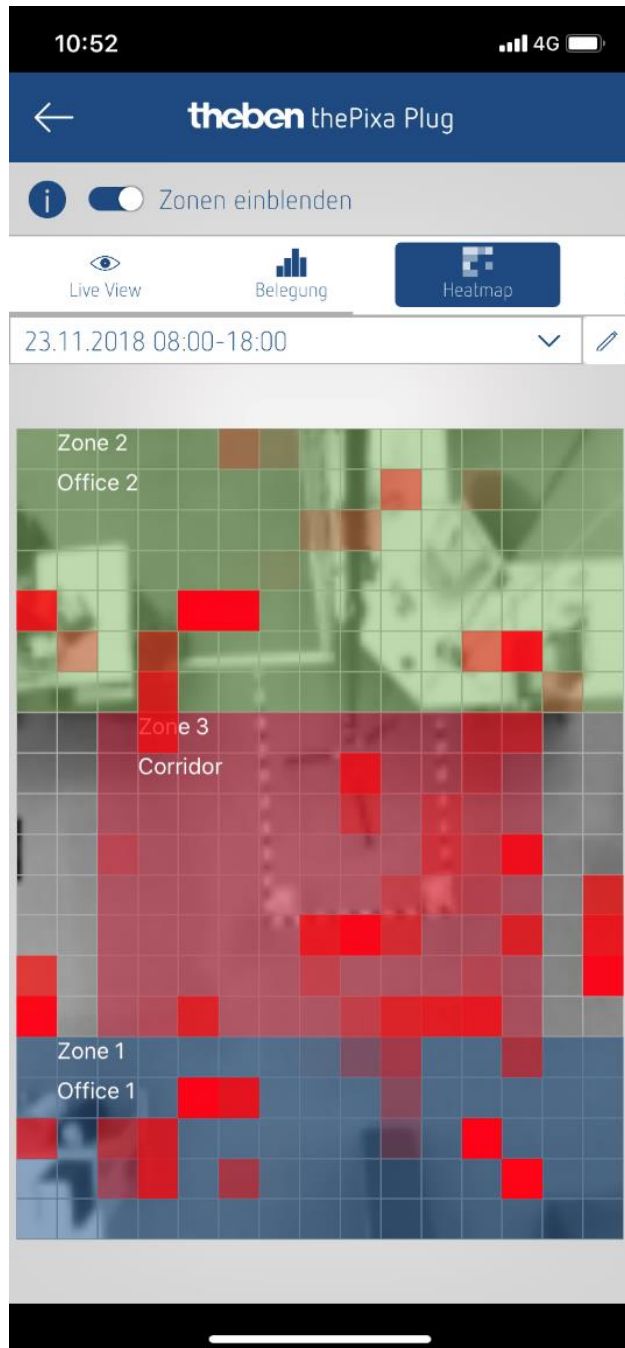 10:52
4G
theben thePixa Plug
i Zonen einblenden
Live View
Belegung
Heatmap
23.11.2018 08:00-18:00
Zone 2
Office 2
Zone 3
Corridor
Zone 1
Office 1